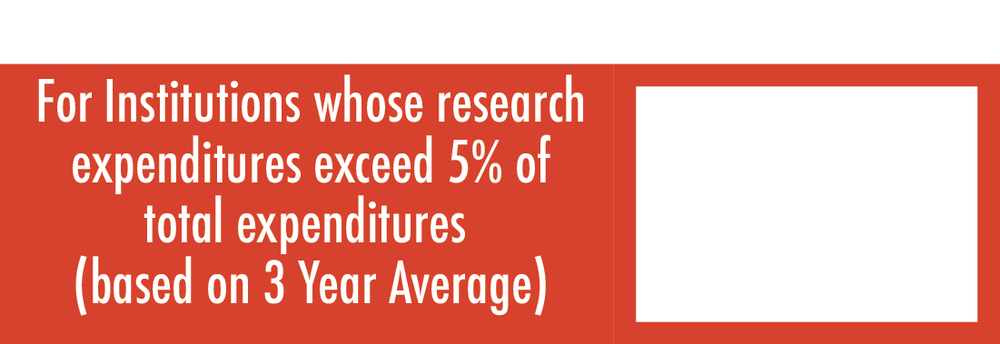 For Institutions whose research
expenditures exceed 5% of
total expenditures
(based on 3 Year Average)